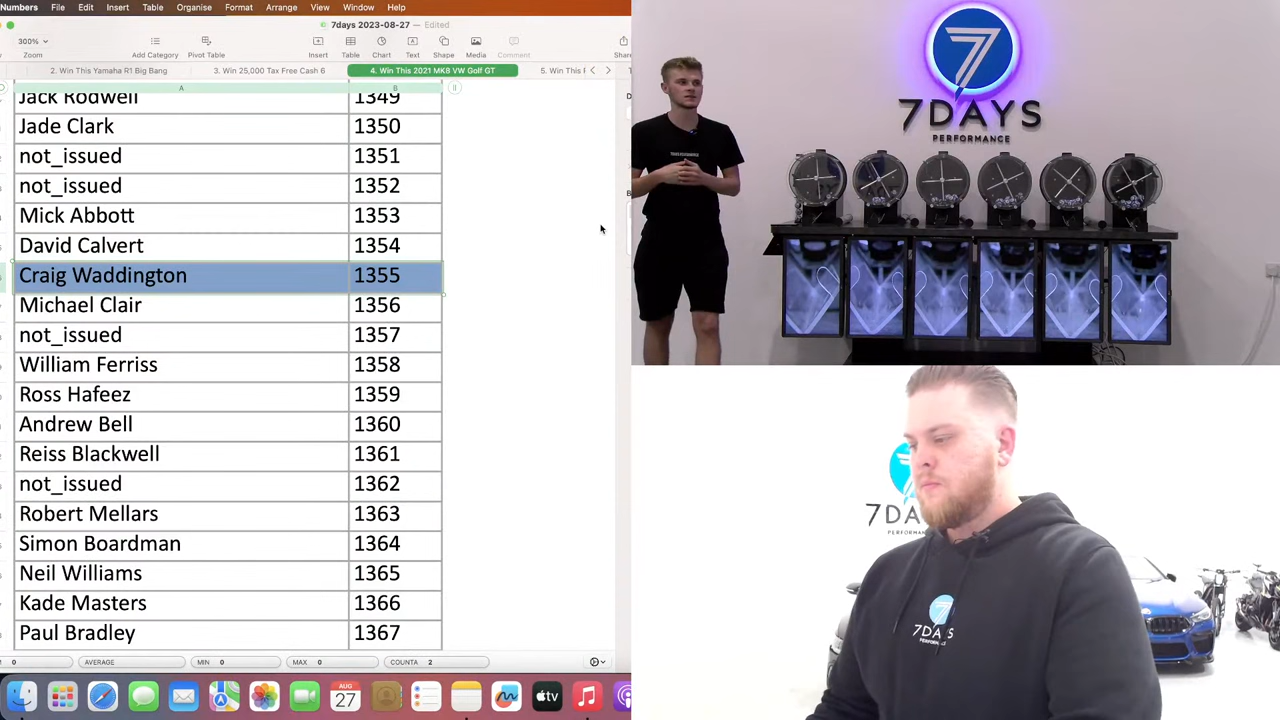 Numbers File Edit Insert Table Organise Format Arrange View Window Help
7days 2023-08-27 — Edited
300%
Zoom Add Category Pivot Table Insert Table Chart Text Shape Media Comment
2. Win This Yamaha R1 Big Bang 3. Win 25,000 Tax Free Cash 6 4. Win This 2021 MK8 VW Golf GT 5. Win This
A B
Jack Rodwell 1349
Jade Clark 1350
not_issued 1351
not_issued 1352
Mick Abbott 1353
David Calvert 1354
Craig Waddington 1355
Michael Clair 1356
not_issued 1357
William Ferriss 1358
Ross Hafeez 1359
Andrew Bell 1360
Reiss Blackwell 1361
not_issued 1362
Robert Mellars 1363
Simon Boardman 1364
Neil Williams 1365
Kade Masters 1366
Paul Bradley 1367
0 AVERAGE MIN 0 MAX 0 COUNTA 2
AUG
27
tv
7
7DAYS
PERFORMANCE
7DA
7
7DAYS
PERFORMANCE